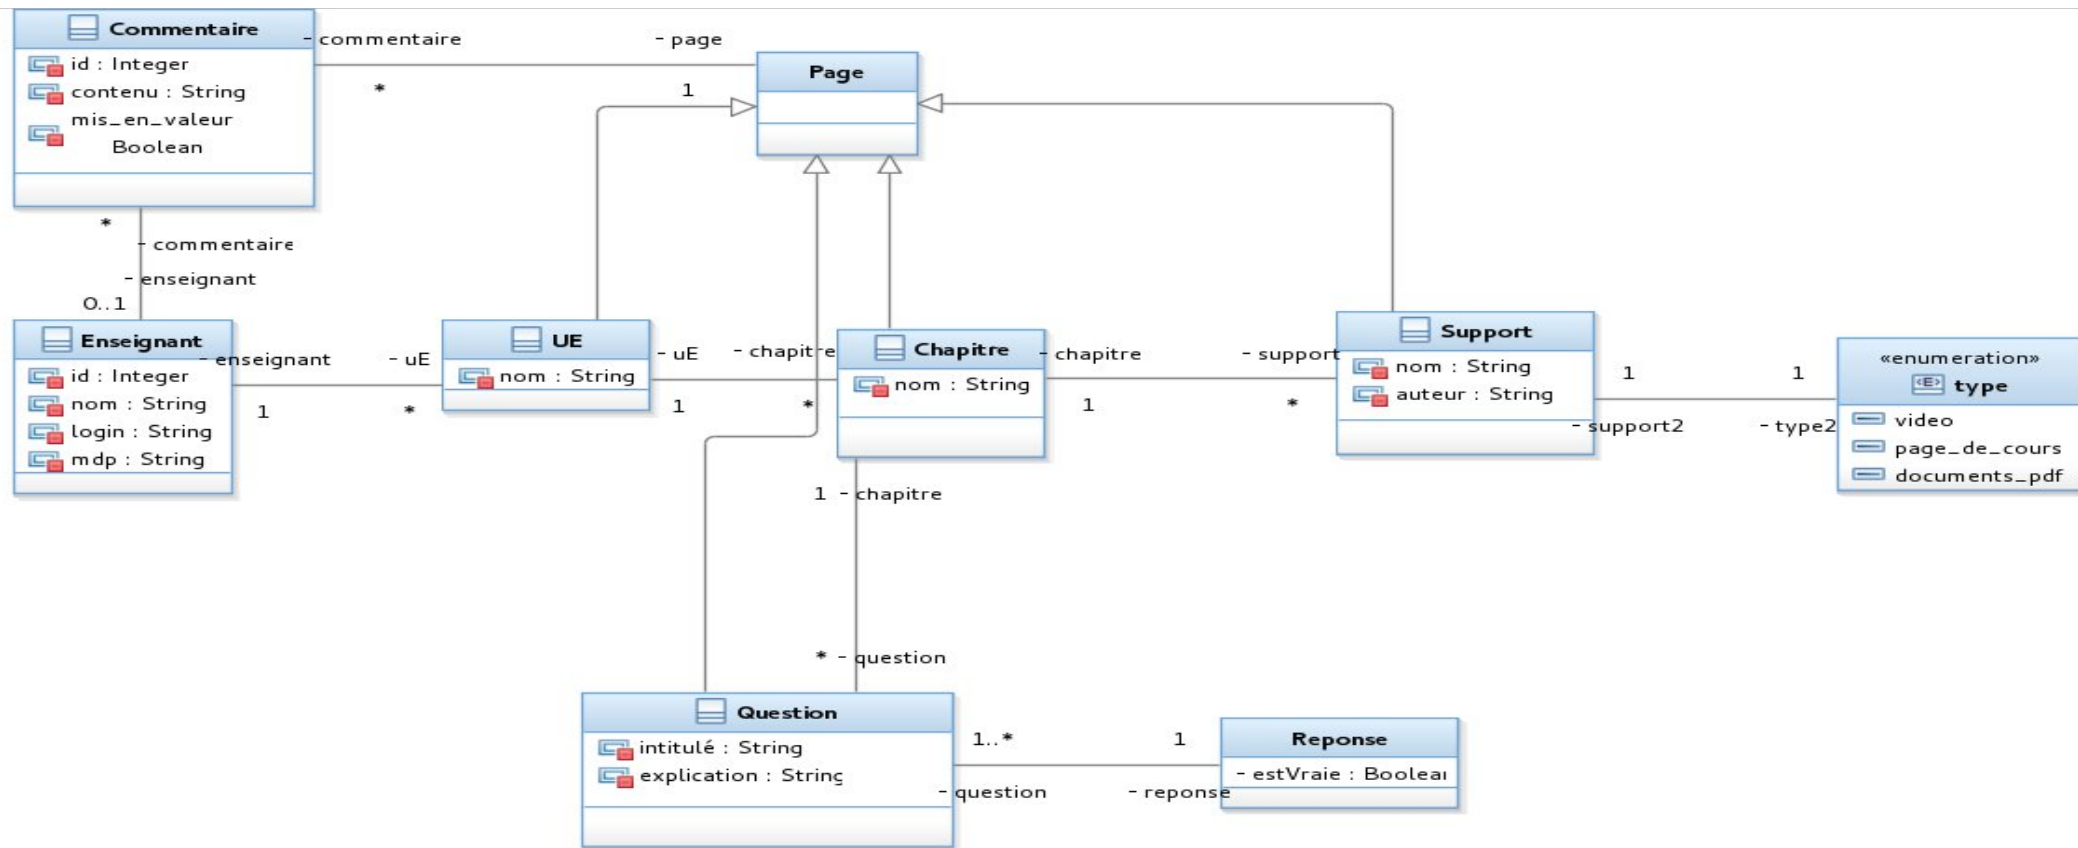 Commentaire
id : Integer
contenu : String
mis_en_valeur
Boolean
- commentaire
- page
*
1
Page
*
- commentaire
- enseignant
0..1
Enseignant
id : Integer
nom : String
login : String
mdp : String
- enseignant
- uE
1
*
UE
nom : String
- uE
- chapitre
1
*
Chapitre
nom : String
- chapitre
- support
1
*
Support
nom : String
auteur : String
1
1
- support2
- type2
«enumeration»
type
video
page_de_cours
documents_pdf
1 - chapitre
* - question
Question
intitulé : String
explication : String
1..*
1
- question
- reponse
Reponse
- estVraie : Boolean